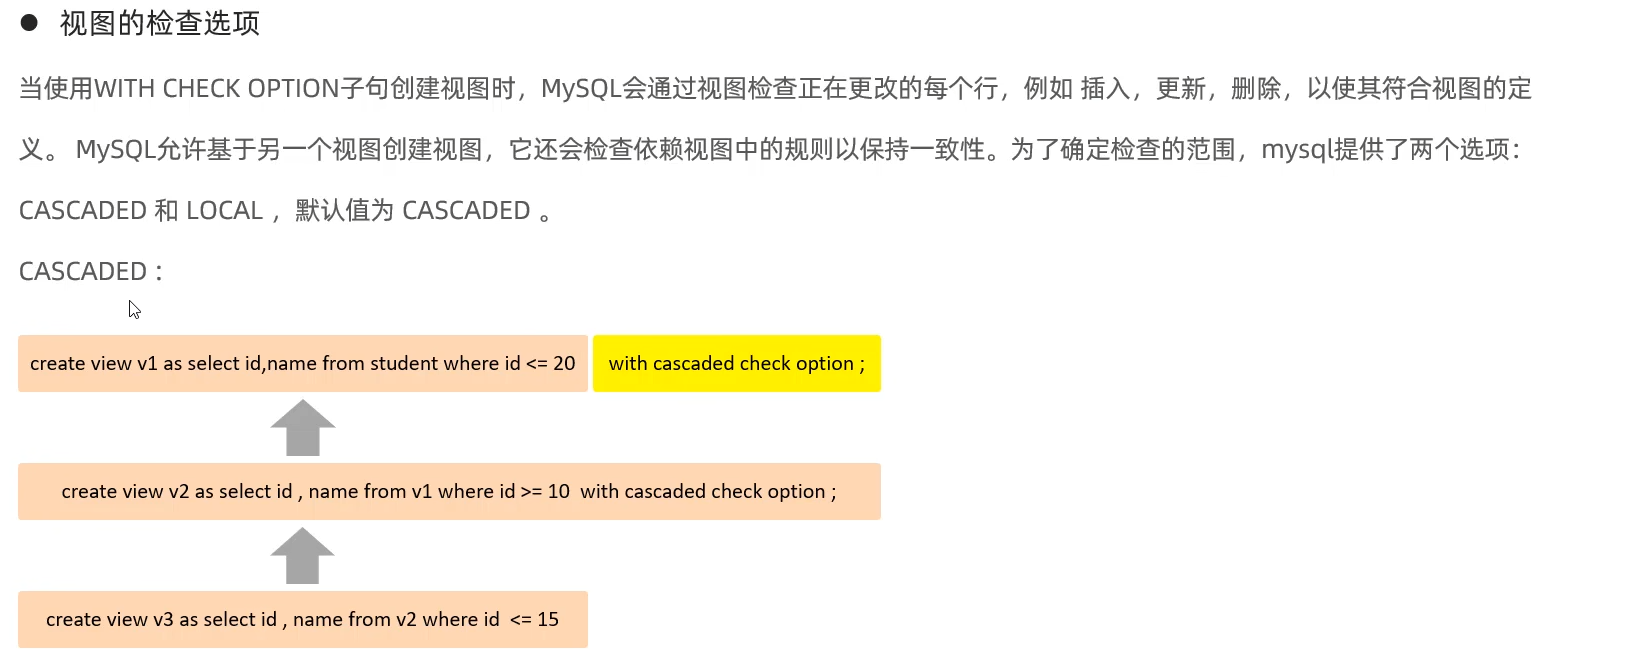 ● 视图的检查选项
当使用WITH CHECK OPTION子句创建视图时，MySQL会通过视图检查正在更改的每个行，例如 插入，更新，删除，以使其符合视图的定
义。 MySQL允许基于另一个视图创建视图，它还会检查依赖视图中的规则以保持一致性。为了确定检查的范围，mysql提供了两个选项：
CASCADED 和 LOCAL ，默认值为 CASCADED 。
CASCADED :
create view v1 as select id,name from student where id <= 20 with cascaded check option ;
create view v2 as select id , name from v1 where id >= 10 with cascaded check option ;
create view v3 as select id , name from v2 where id <= 15